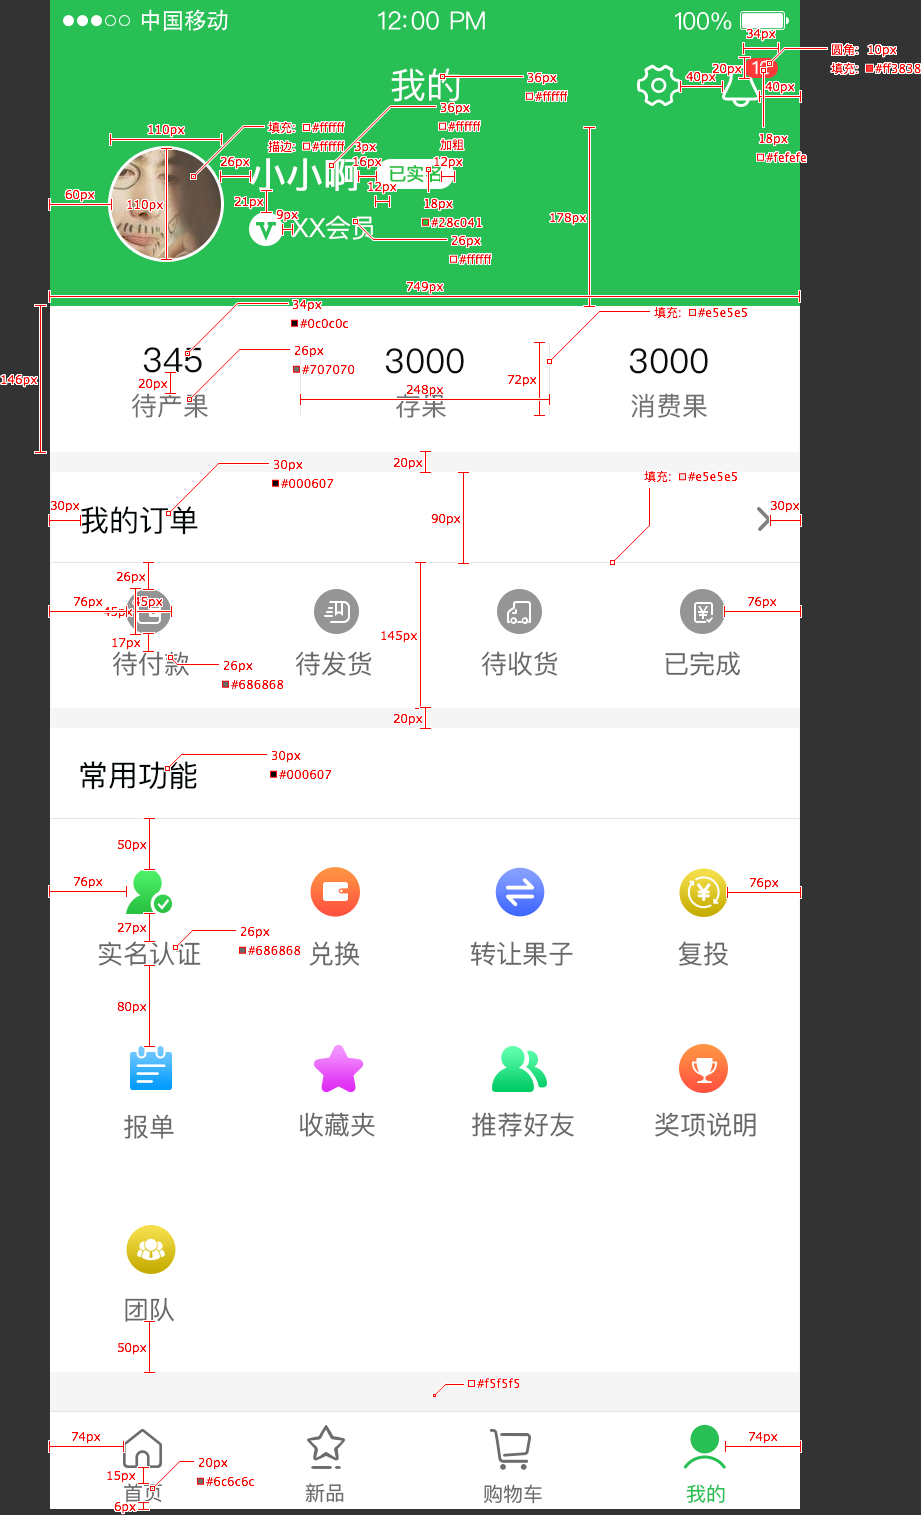 中国移动 12:00 PM 100%
34px
圆角: 10px
我的 36px 20px 填充: #ff3838
#ffffff 40px 40px
36px
#ffffff
加粗
110px 填充: #ffffff
描边: #ffffff 3px 18px
#fefefe
26px 小小啊 16px 已实名 12px
12px
60px 110px 21px 18px
#28c041
9px XX会员 26px
#ffffff
178px
749px
34px
#0c0c0c
填充: #e5e5e5
345 26px 3000 3000
#707070
146px 20px 248px 72px
待产果 存果 消费果
20px
30px
#000607
填充: #e5e5e5
30px 我的订单 90px 30px
26px
76px 45px 45px 76px
17px 145px
待付款 待发货 待收货 已完成
26px
#686868
20px
30px
常用功能 #000607
50px
76px 76px
27px 26px
#686868
实名认证 兑换 转让果子 复投
80px
报单 收藏夹 推荐好友 奖项说明
团队
50px
#f5f5f5
74px 74px
15px 20px
#6c6c6c
首页 新品 购物车 我的
6px